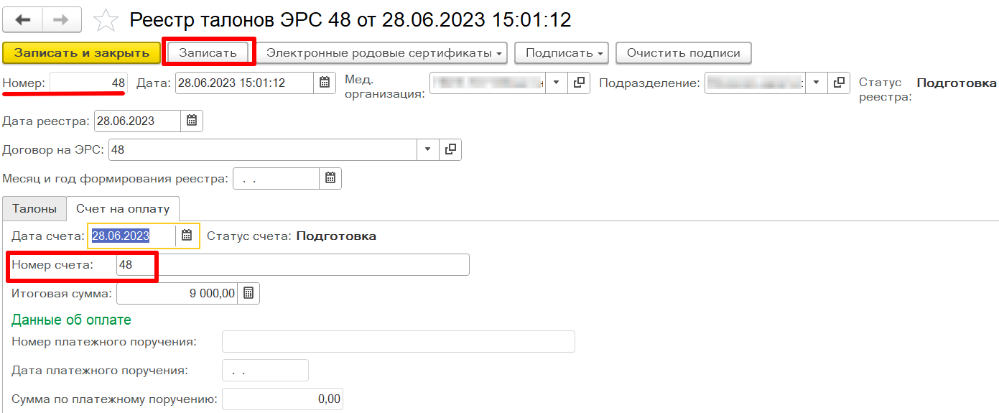 Реестр талонов ЭРС 48 от 28.06.2023 15:01:12
Записать и закрыть Записать Электронные родовые сертификаты Подписать Очистить подписи
Номер: 48 Дата: 28.06.2023 15:01:12 Мед. организация: Подразделение: Статус реестра: Подготовка
Дата реестра: 28.06.2023
Договор на ЭРС: 48
Месяц и год формирования реестра: . .
Талоны Счет на оплату
Дата счета: 28.06.2023 Статус счета: Подготовка
Номер счета: 48
Итоговая сумма: 9 000,00
Данные об оплате
Номер платежного поручения:
Дата платежного поручения: . .
Сумма по платежному поручению: 0,00